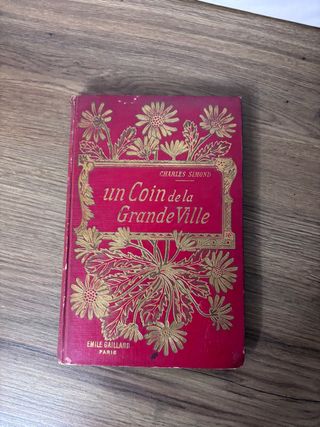 CHARLES SIMOND
un Coin de la
Grande Ville
EMILE GAILLARD
PARIS